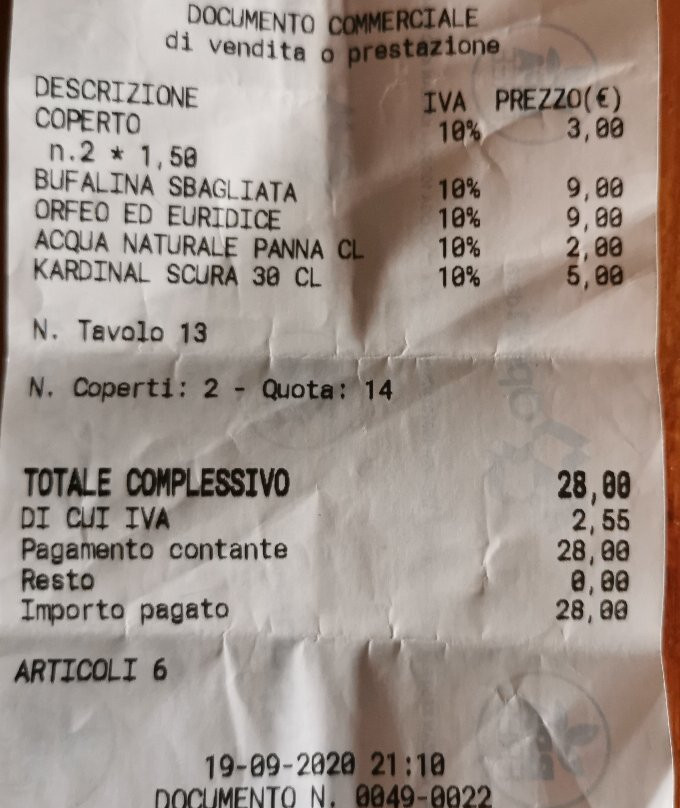 DOCUMENTO COMMERCIALE
di vendita o prestazione
DESCRIZIONE IVA PREZZO(€)
COPERTO 10% 3,00
n.2 * 1,50
BUFALINA SBAGLIATA 10% 9,00
ORFEO ED EURIDICE 10% 9,00
ACQUA NATURALE PANNA CL 10% 2,00
KARDINAL SCURA 30 CL 10% 5,00
N. Tavolo 13
N. Coperti: 2 - Quota: 14
TOTALE COMPLESSIVO 28,00
DI CUI IVA 2,55
Pagamento contante 28,00
Resto 0,00
Importo pagato 28,00
ARTICOLI 6
19-09-2020 21:10
DOCUMENTO N. 0049-0022